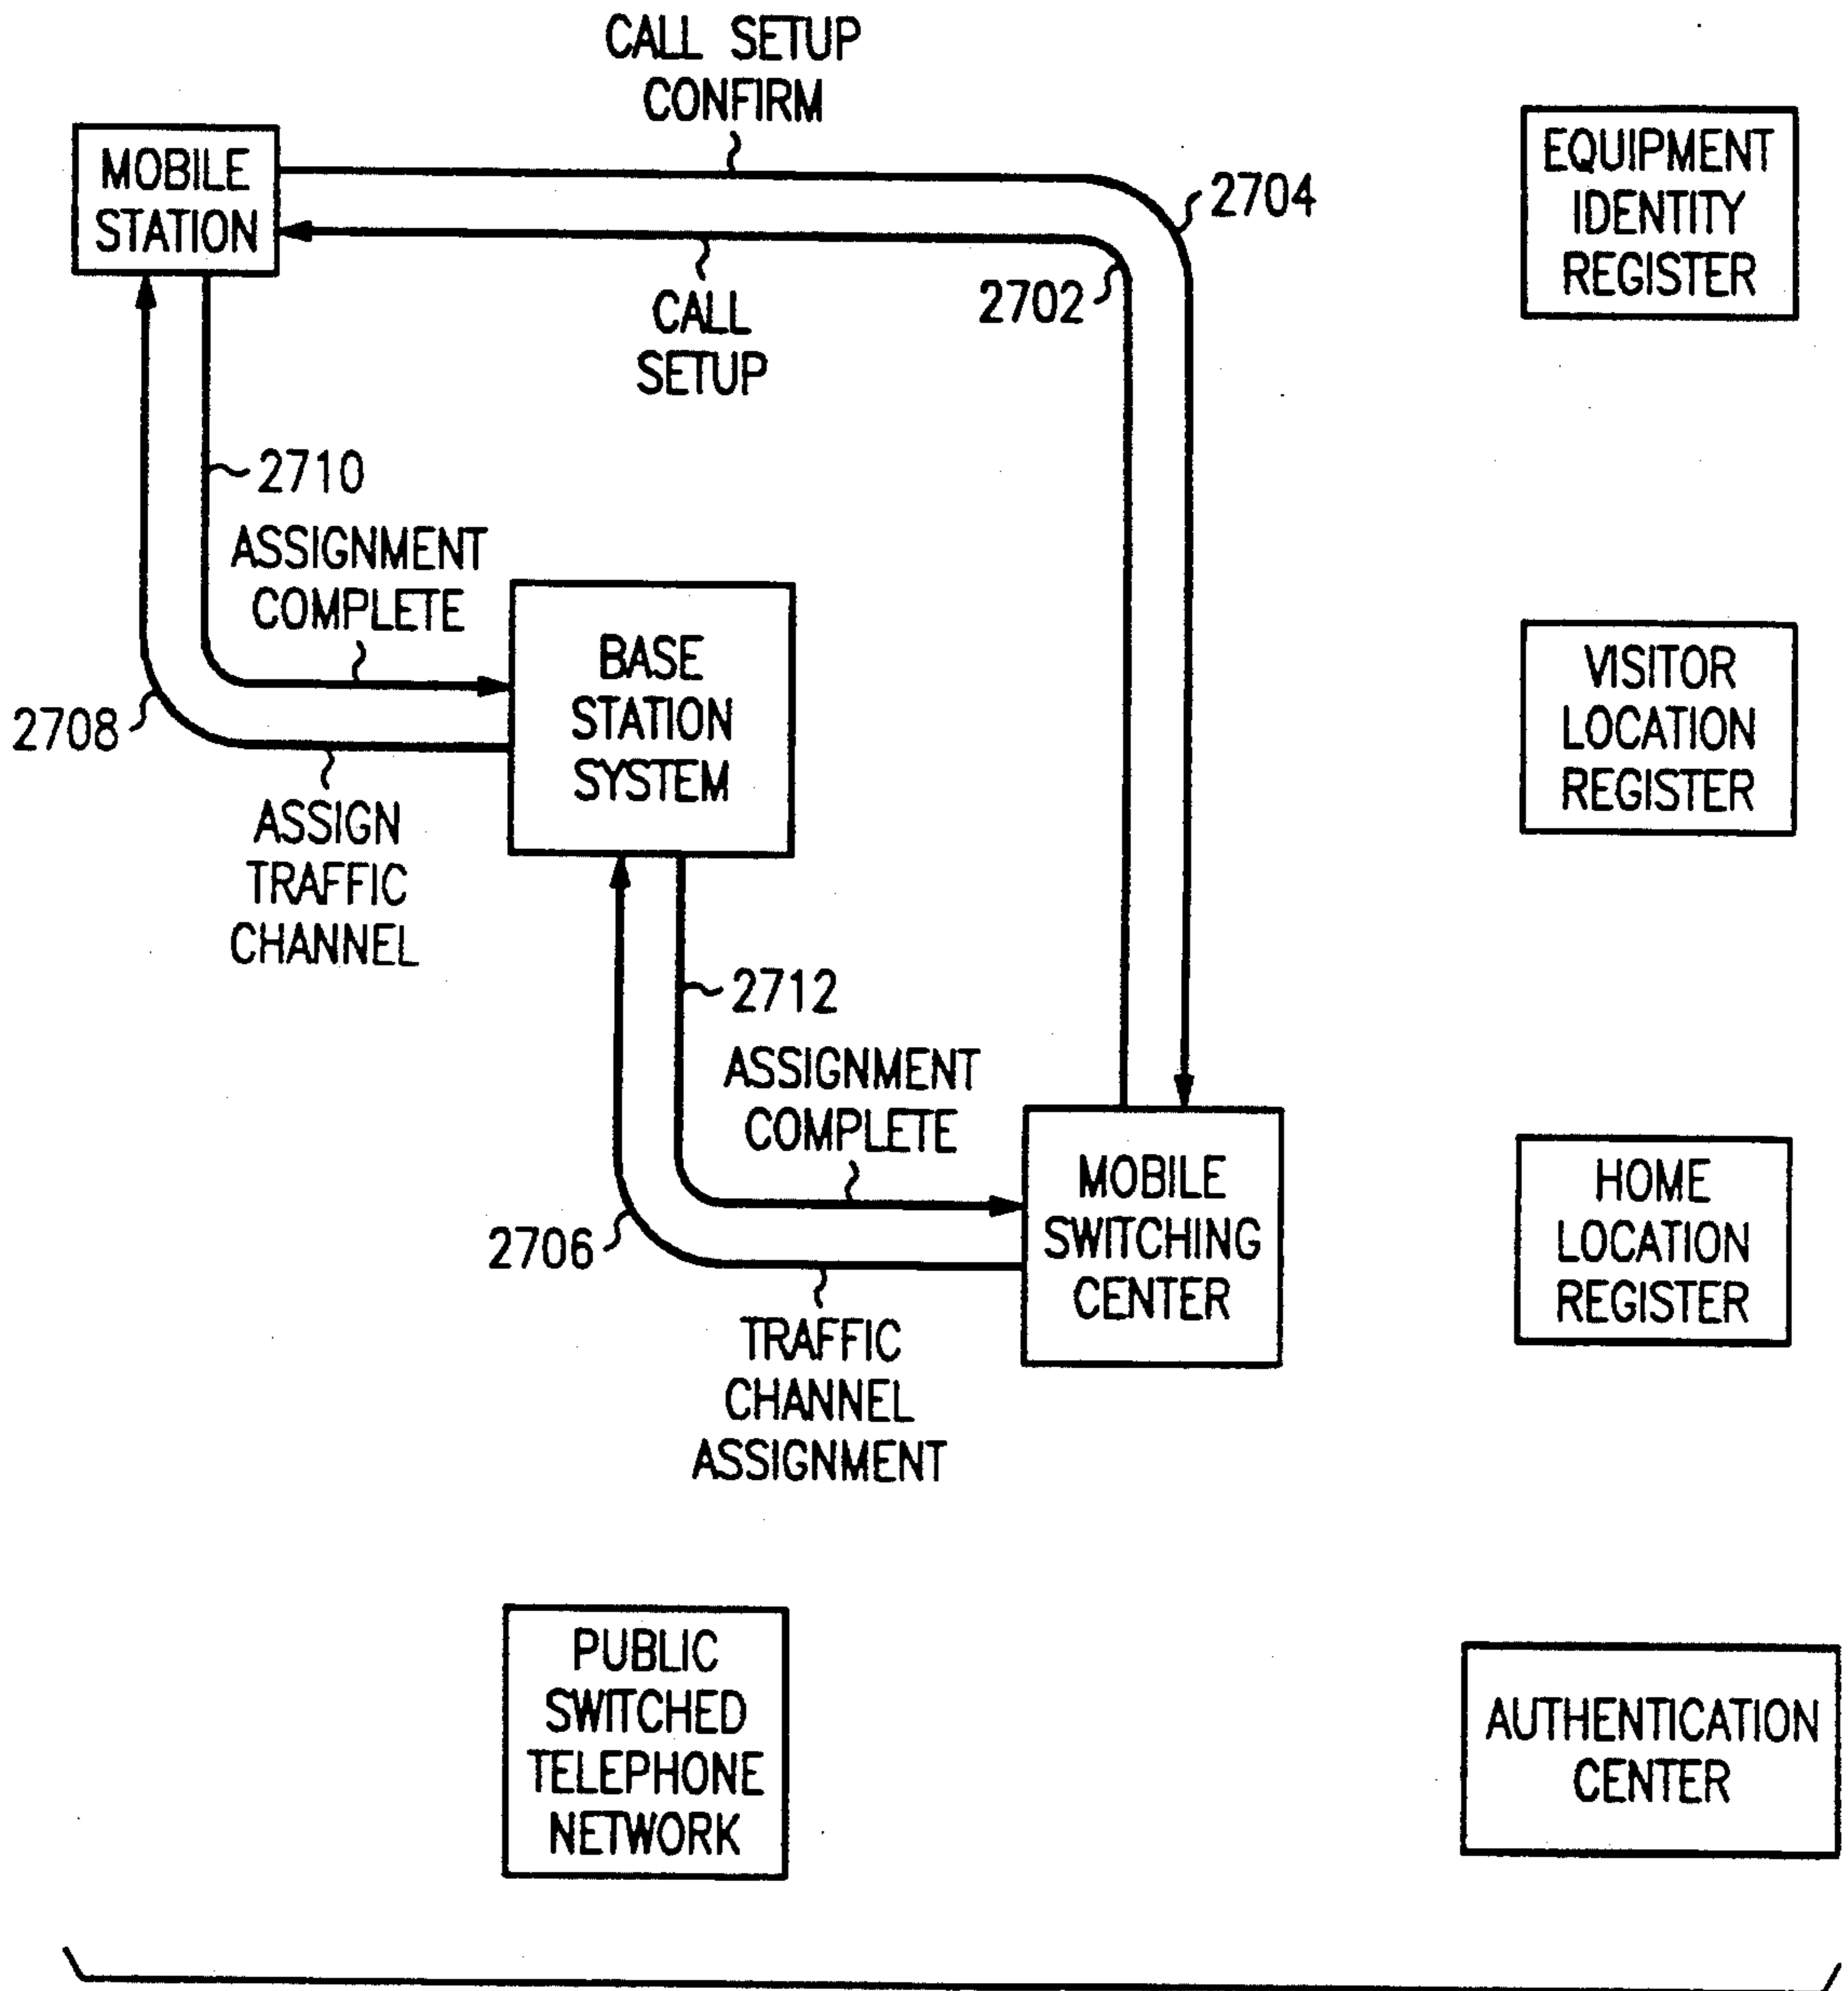 CALL SETUP
CONFIRM
MOBILE
STATION
EQUIPMENT
IDENTITY
REGISTER
2704
2702
CALL
SETUP
2710
ASSIGNMENT
COMPLETE
BASE
STATION
SYSTEM
VISITOR
LOCATION
REGISTER
2708
ASSIGN
TRAFFIC
CHANNEL
2712
ASSIGNMENT
COMPLETE
MOBILE
SWITCHING
CENTER
HOME
LOCATION
REGISTER
2706
TRAFFIC
CHANNEL
ASSIGNMENT
PUBLIC
SWITCHED
TELEPHONE
NETWORK
AUTHENTICATION
CENTER